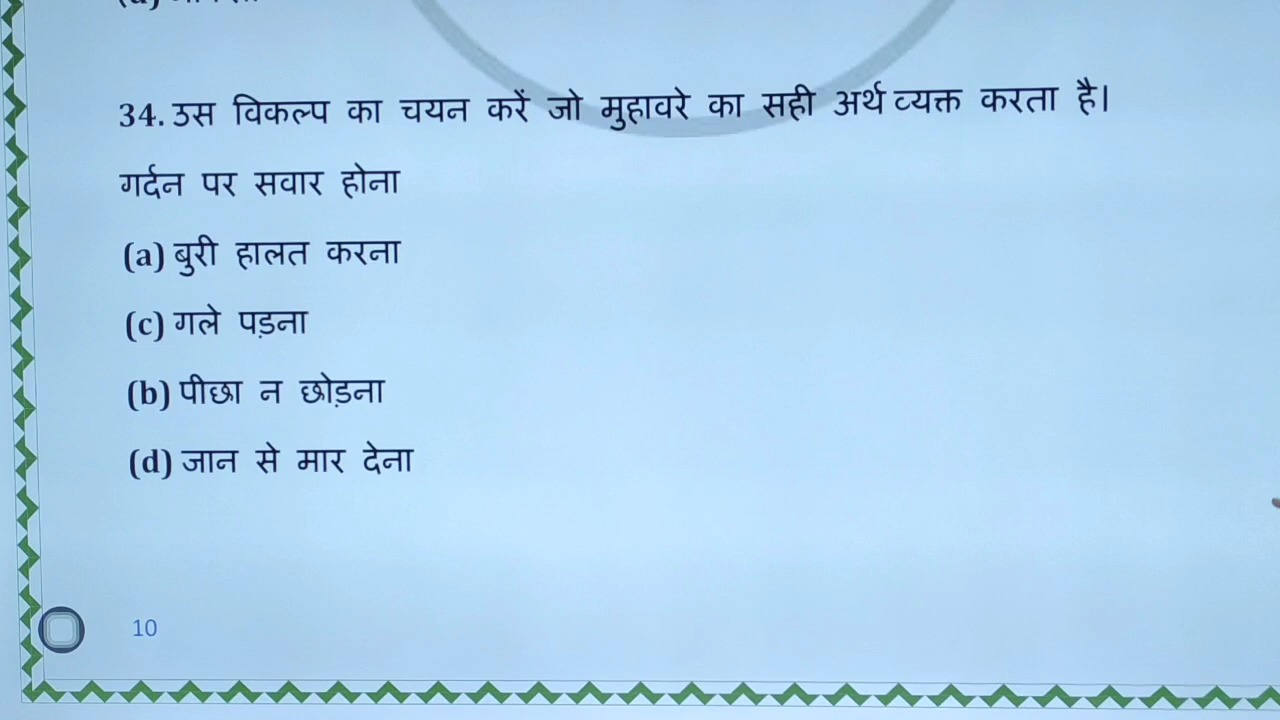 34. उस विकल्प का चयन करें जो मुहावरे का सही अर्थ व्यक्त करता है।
गर्दन पर सवार होना
(a) बुरी हालत करना
(c) गले पड़ना
(b) पीछा न छोड़ना
(d) जान से मार देना
10